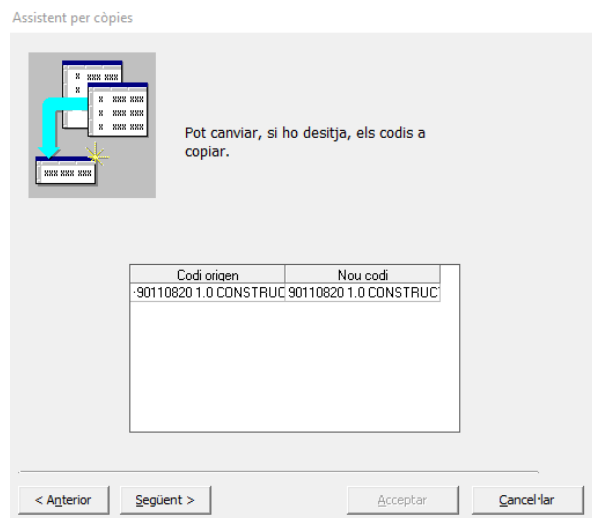 Assistent per còpies
Pot canviar, si ho desitja, els codis a
copiar.
Codi origen Nou codi
90110820 1.0 CONSTRUC 90110820 1.0 CONSTRUC
< Anterior Següent > Acceptar Cancel·lar